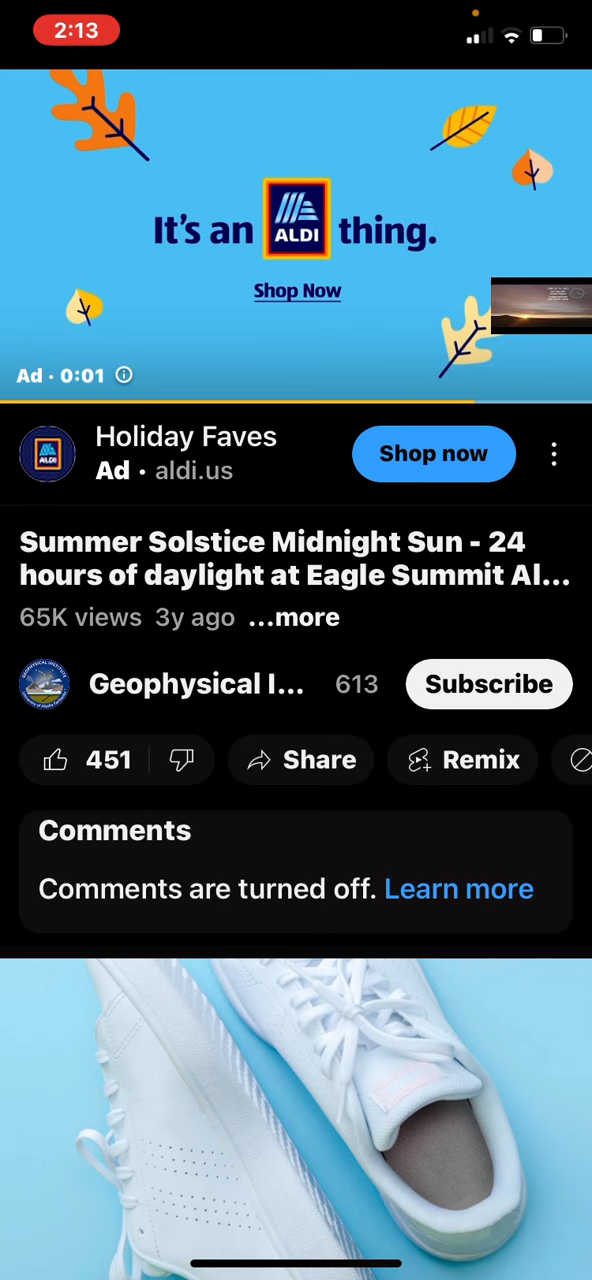 2:13
It's an ALDI thing.
Shop Now
Ad · 0:01
Holiday Faves
Ad · aldi.us
Shop now
Summer Solstice Midnight Sun - 24
hours of daylight at Eagle Summit Al...
65K views 3y ago ...more
Geophysical I... 613 Subscribe
451 Share Remix
Comments
Comments are turned off. Learn more